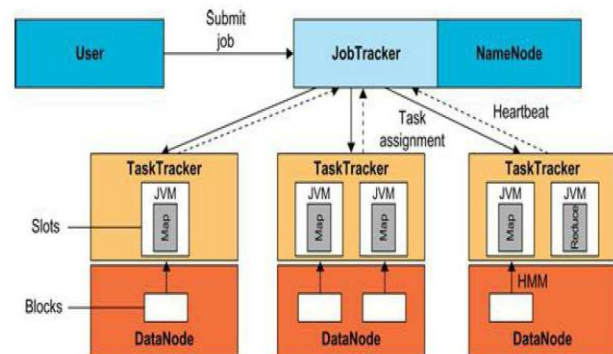 Submit
job
User
JobTracker
NameNode
Heartbeat
Task
assignment
TaskTracker
TaskTracker
TaskTracker
JVM
JVM
JVM
JVM
JVM
Slots
Map
Map
Map
Map
Reduce
HMM
Blocks
DataNode
DataNode
DataNode